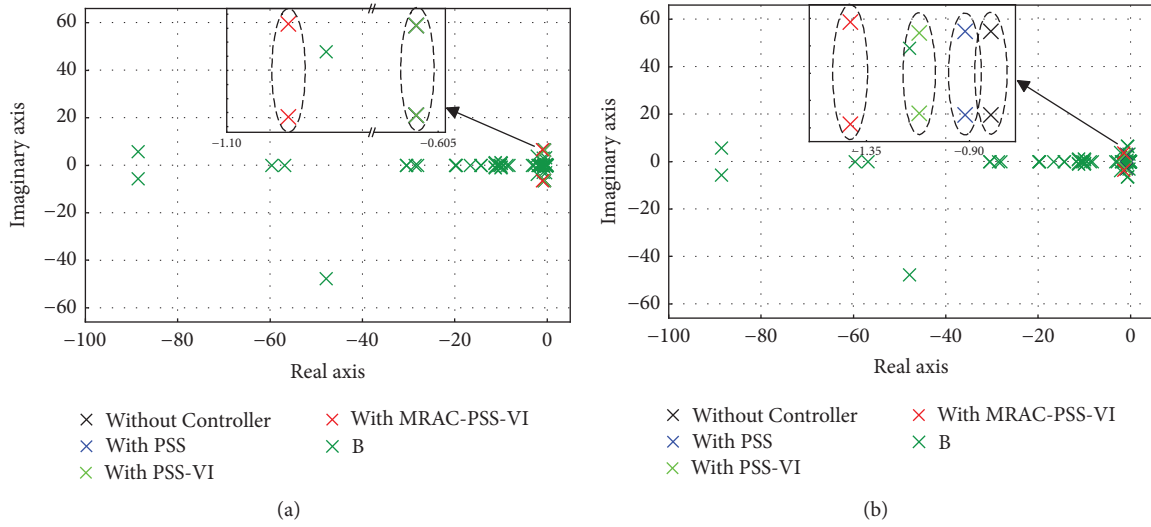 60
40
20
0
−20
−40
−60
Imaginary axis
−1.10
−0.605
−100
−80
−60
−40
−20
0
Real axis
Without Controller
With PSS
With PSS-VI
With MRAC-PSS-VI
B
(a)
60
40
20
0
−20
−40
−60
Imaginary axis
−1.35
−0.90
−100
−80
−60
−40
−20
0
Real axis
Without Controller
With PSS
With PSS-VI
With MRAC-PSS-VI
B
(b)